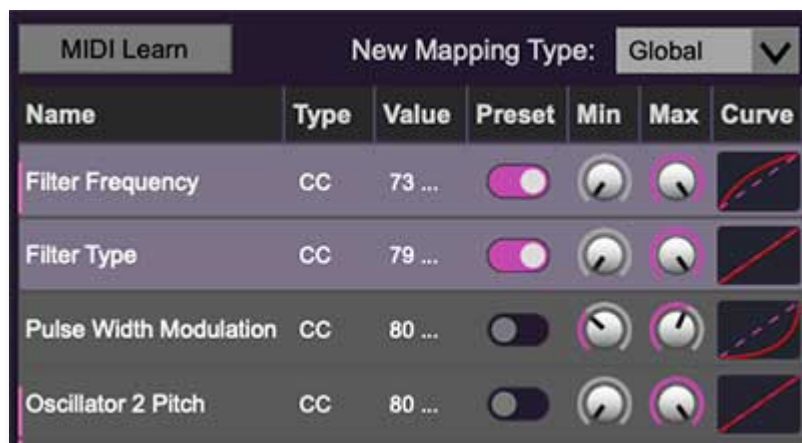 MIDI Learn New Mapping Type: Global
Name Type Value Preset Min Max Curve
Filter Frequency CC 73 ...
Filter Type CC 79 ...
Pulse Width Modulation CC 80 ...
Oscillator 2 Pitch CC 80 ...